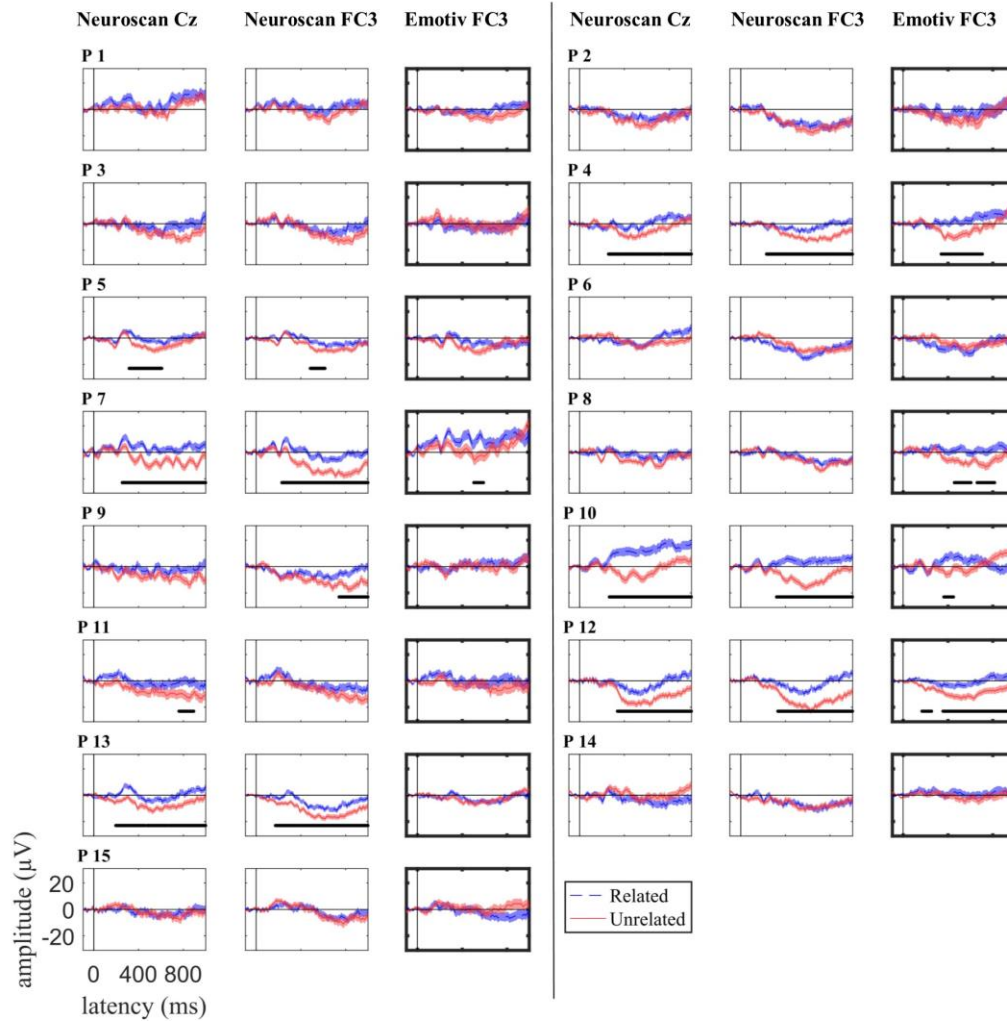 Neuroscan Cz Neuroscan FC3 Emotiv FC3 Neuroscan Cz Neuroscan FC3 Emotiv FC3
P 1 P 2
P 3 P 4
P 5 P 6
P 7 P 8
P 9 P 10
P 11 P 12
P 13 P 14
P 15
20
0
-20
amplitude (µV)
0 400 800
latency (ms)
Related
Unrelated